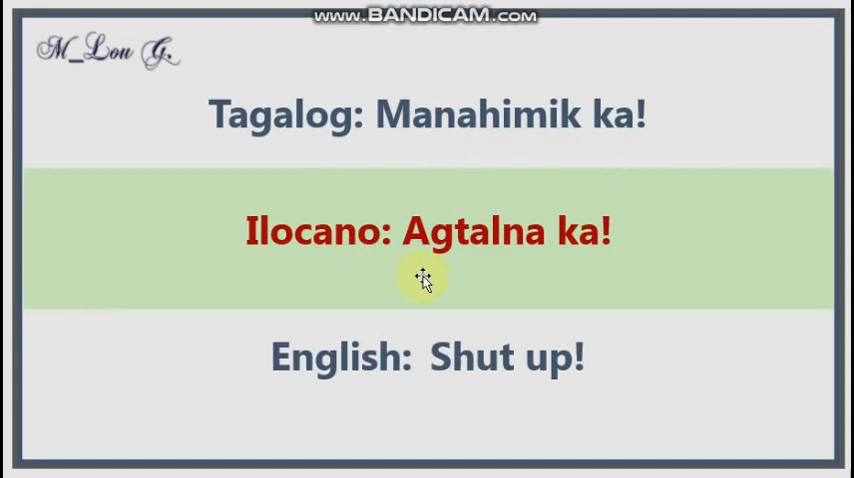 www.BANDICAM.com
M_Lou G.
Tagalog: Manahimik ka!
Ilocano: Agtalna ka!
English: Shut up!